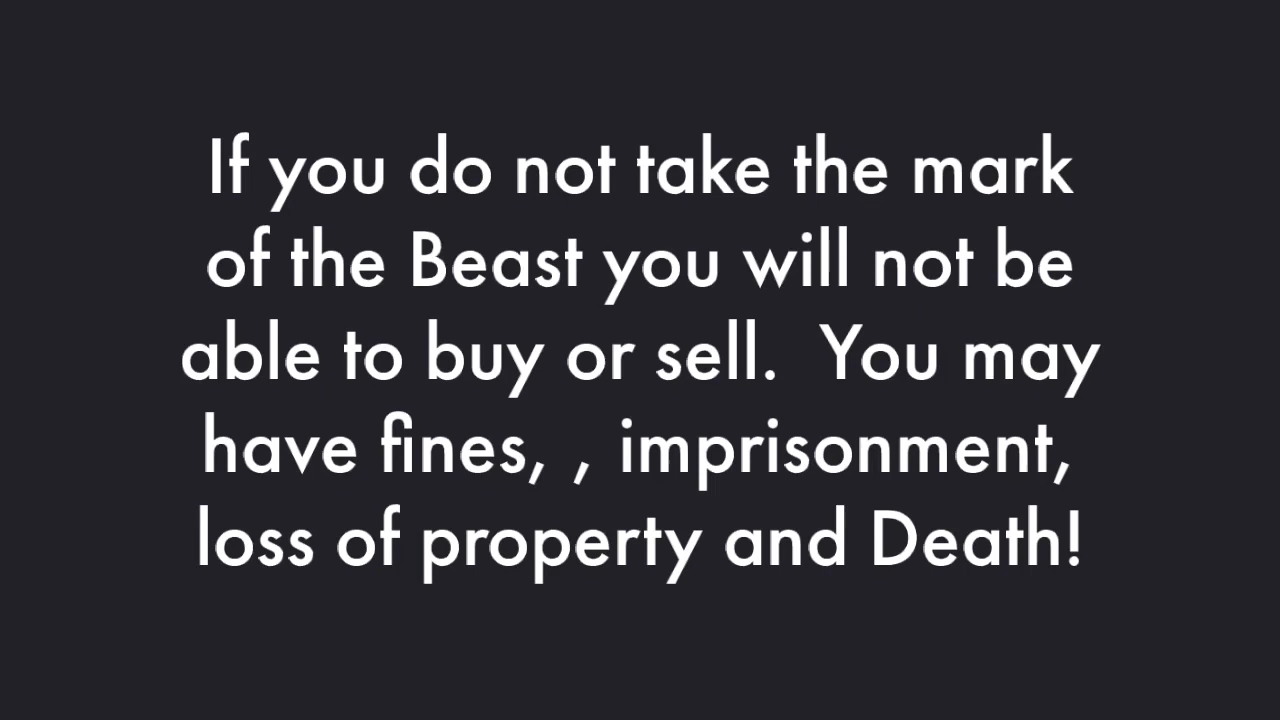 If you do not take the mark
of the Beast you will not be
able to buy or sell.  You may
have fines, , imprisonment,
loss of property and Death!